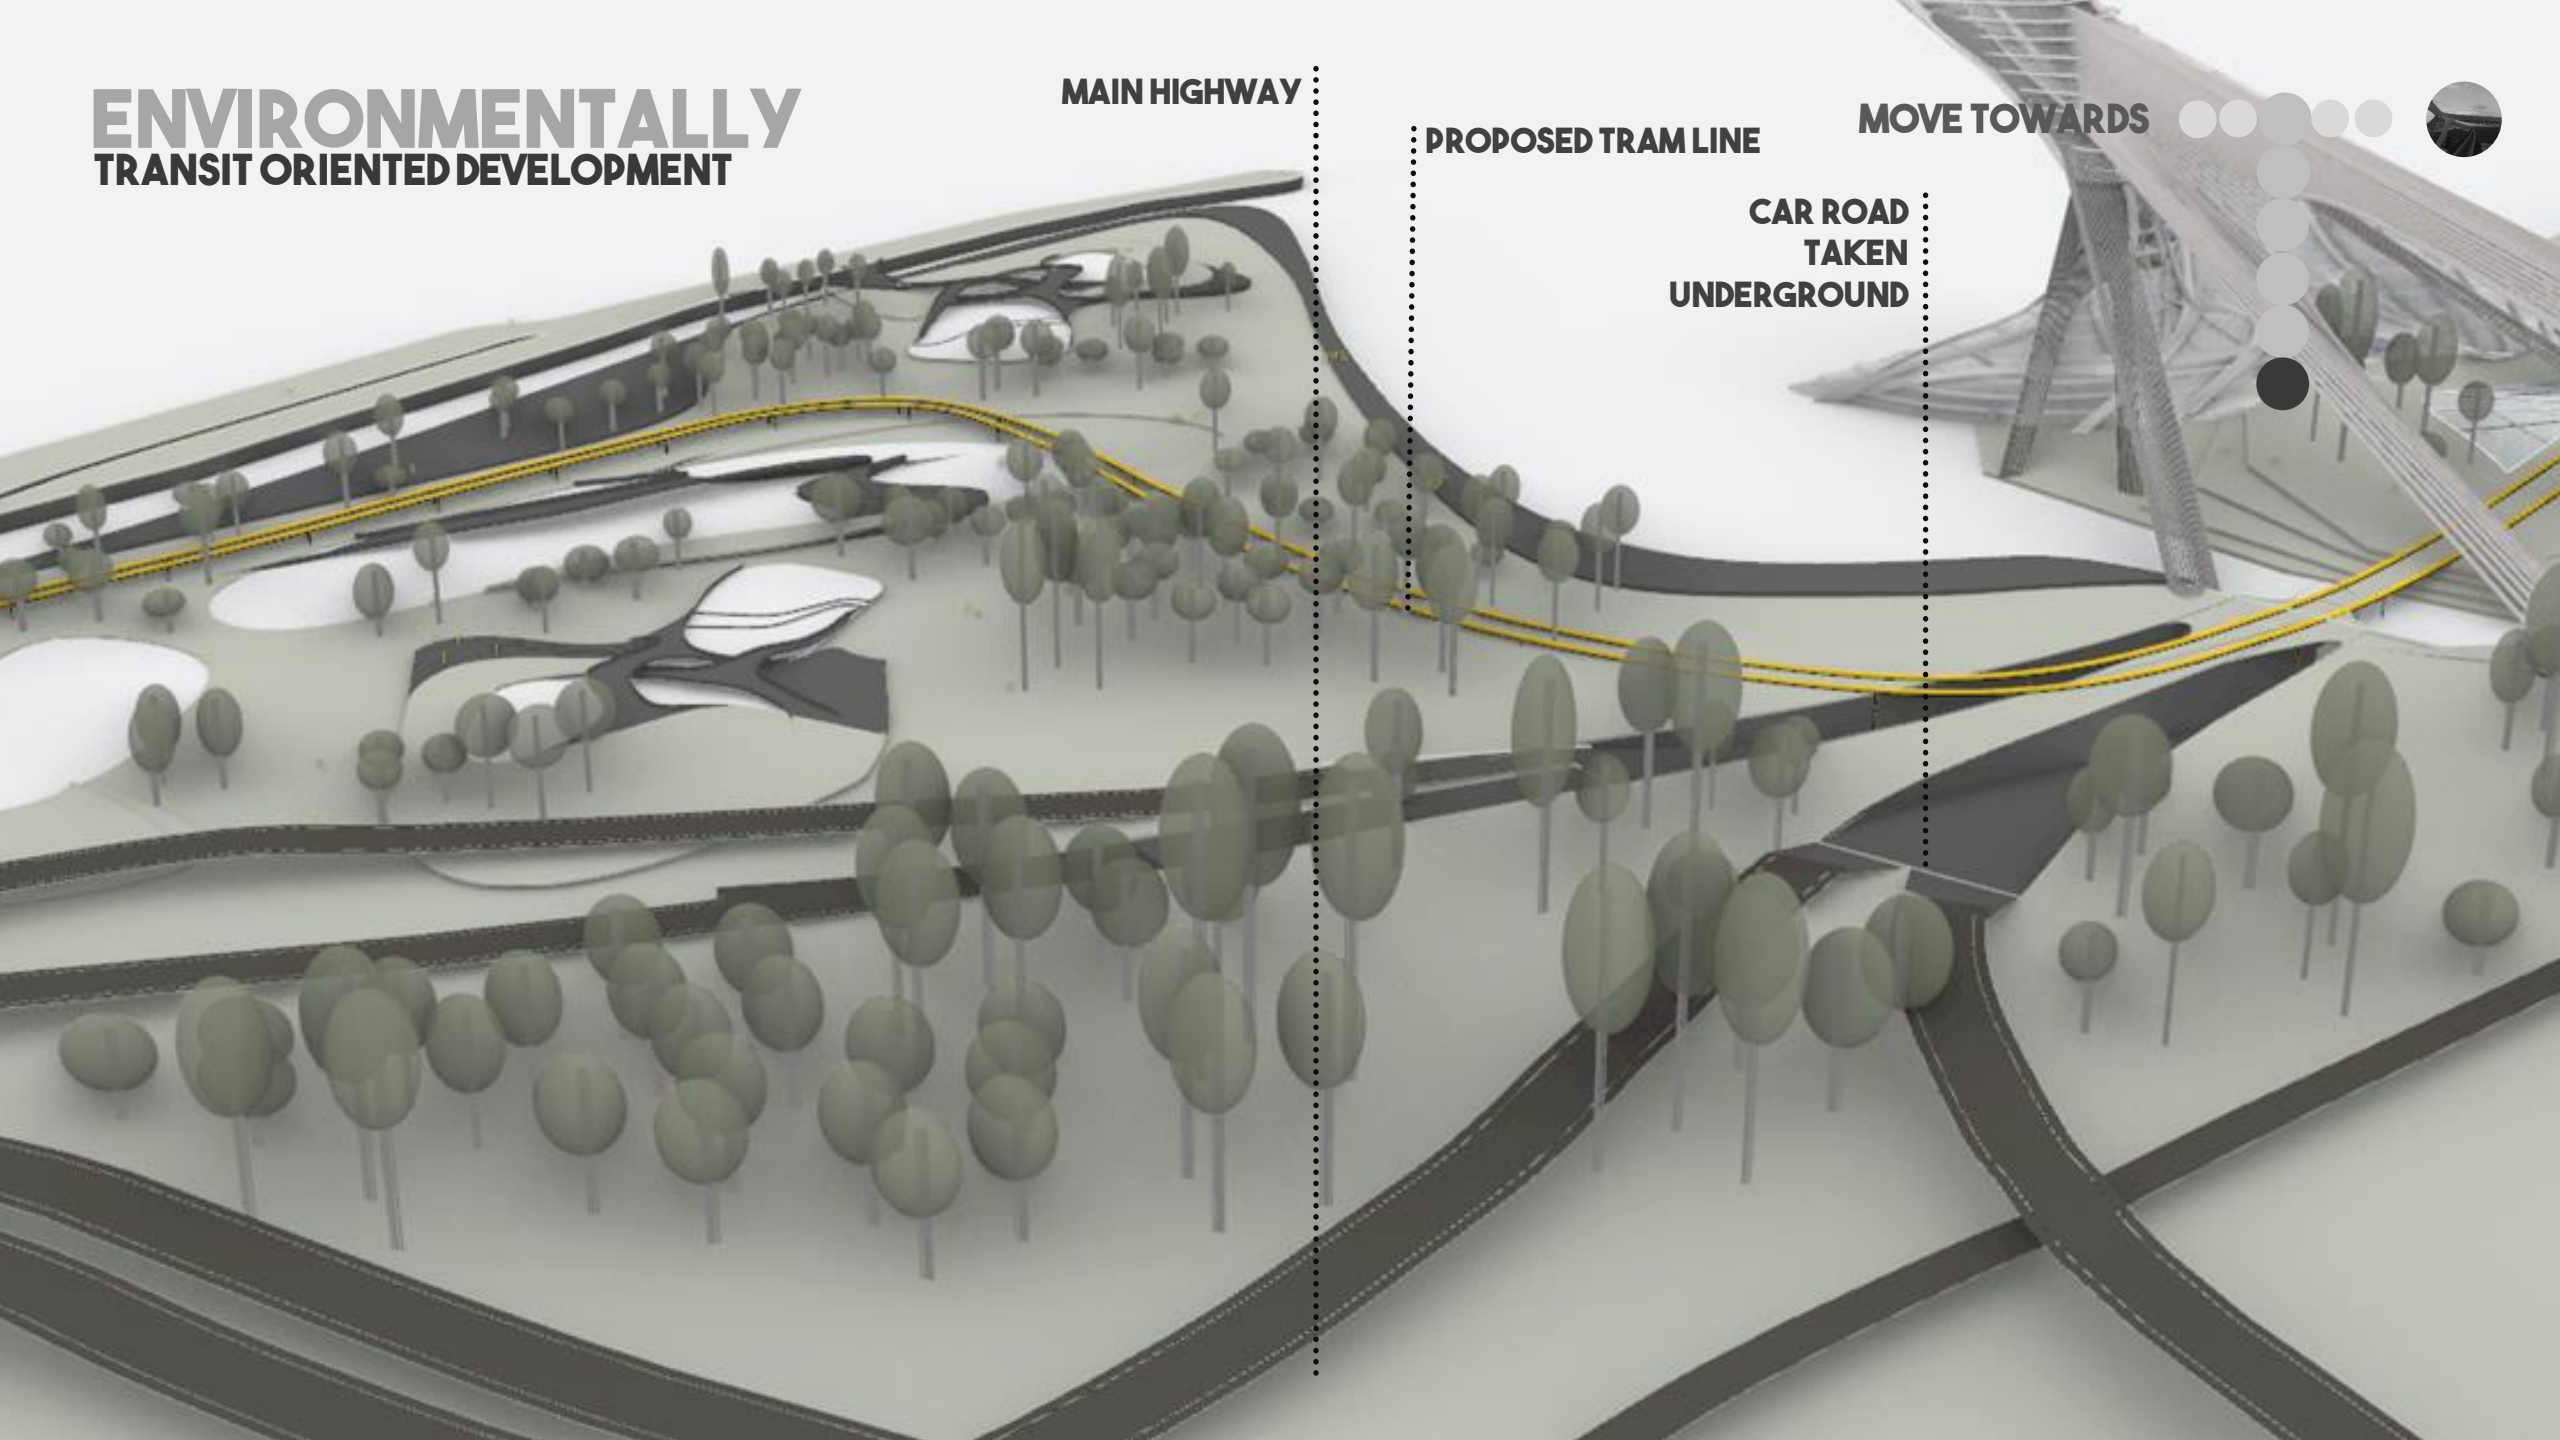 ENVIRONMENTALLY
TRANSIT ORIENTED DEVELOPMENT
MAIN HIGHWAY
PROPOSED TRAM LINE
CAR ROAD
TAKEN
UNDERGROUND
MOVE TOWARDS